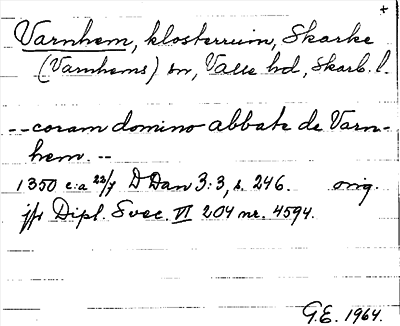 +
Varnhem, klosterruin, Skarke
(Varnhems) sn, Valle hd, Skarb. l.
-- coram domino abbate de Varn-
hem. --
1350 c:a 23/7 D Dan 3:3, s. 246. orig.
jfr Dipl. Svec. VI 204 nr. 4594.
G.E. 1964.